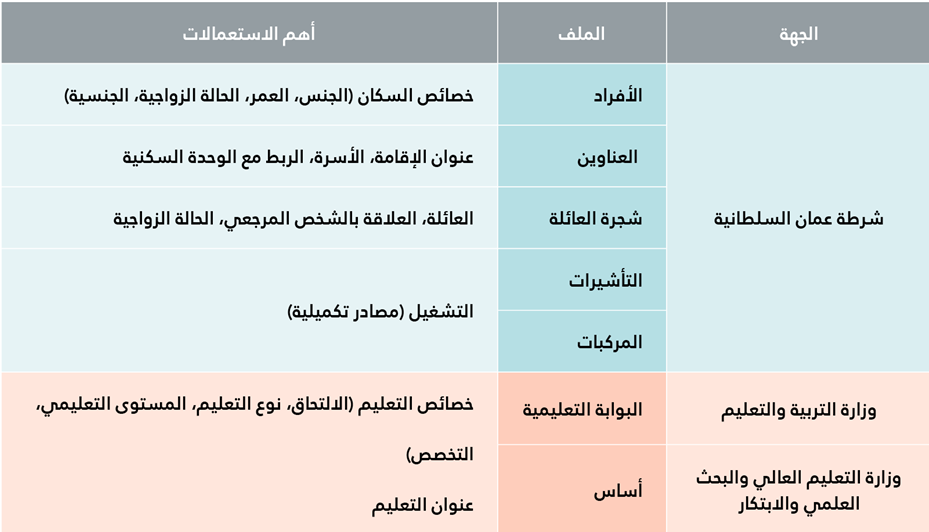 الجهة
الملف
أهم الاستعمالات
شرطة عمان السلطانية
الأفراد
خصائص السكان (الجنس، العمر، الحالة الزواجية، الجنسية)
العناوين
عنوان الإقامة، الأسرة، الربط مع الوحدة السكنية
شجرة العائلة
العائلة، العلاقة بالشخص المرجعي، الحالة الزواجية
التأشيرات
المركبات
التشغيل (مصادر تكميلية)
وزارة التربية والتعليم
البوابة التعليمية
خصائص التعليم (الالتحاق، نوع التعليم، المستوى التعليمي،
التخصص)
عنوان التعليم
وزارة التعليم العالي والبحث
العلمي والابتكار
أساس